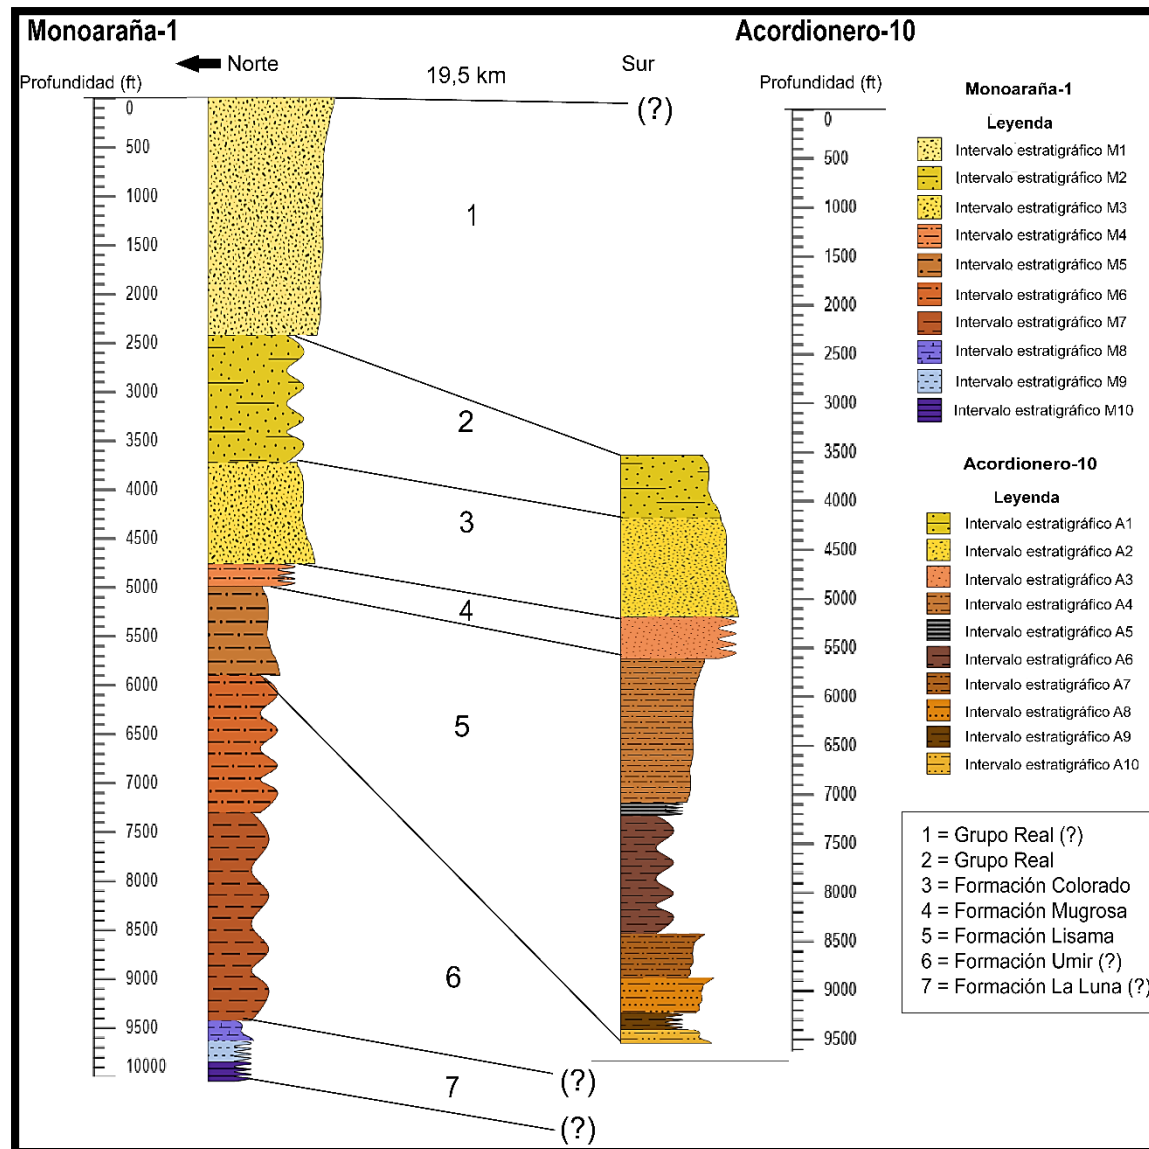 Monoaraña-1
Acordionero-10
Norte
19,5 km
Sur
Profundidad (ft)
Profundidad (ft)
0
500
1000
1500
2000
2500
3000
3500
4000
4500
5000
5500
6000
6500
7000
7500
8000
8500
9000
9500
10000
(?)
1
2
3
4
5
6
7
(?)
(?)
0
500
1000
1500
2000
2500
3000
3500
4000
4500
5000
5500
6000
6500
7000
7500
8000
8500
9000
9500
Monoaraña-1
Leyenda
Intervalo estratigráfico M1
Intervalo estratigráfico M2
Intervalo estratigráfico M3
Intervalo estratigráfico M4
Intervalo estratigráfico M5
Intervalo estratigráfico M6
Intervalo estratigráfico M7
Intervalo estratigráfico M8
Intervalo estratigráfico M9
Intervalo estratigráfico M10
Acordionero-10
Leyenda
Intervalo estratigráfico A1
Intervalo estratigráfico A2
Intervalo estratigráfico A3
Intervalo estratigráfico A4
Intervalo estratigráfico A5
Intervalo estratigráfico A6
Intervalo estratigráfico A7
Intervalo estratigráfico A8
Intervalo estratigráfico A9
Intervalo estratigráfico A10
1 = Grupo Real (?)
2 = Grupo Real
3 = Formación Colorado
4 = Formación Mugrosa
5 = Formación Lisama
6 = Formación Umir (?)
7 = Formación La Luna (?)